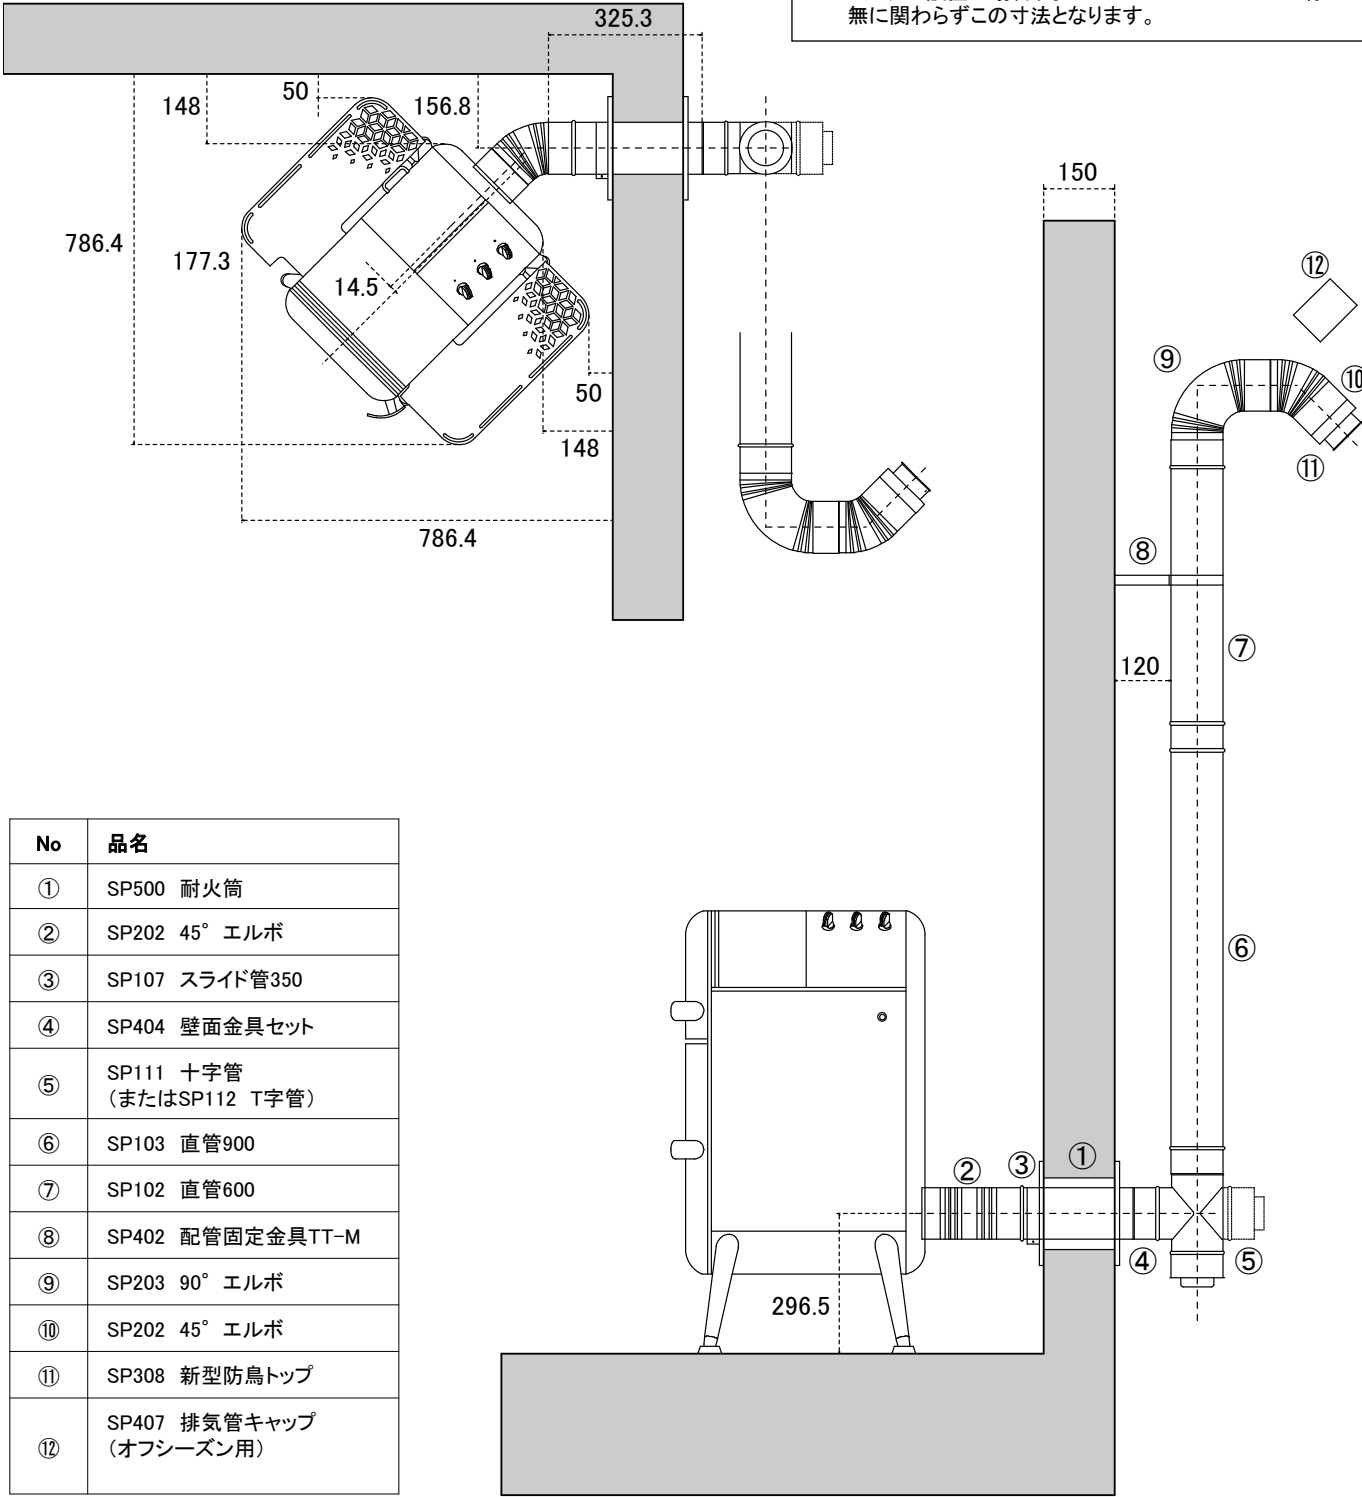 無に関わらずこの寸法となります。
325.3
148
50
156.8
786.4
177.3
14.5
50
148
786.4
150
⑫
⑨
⑩
⑪
⑧
⑦
120
⑥
①
②
③
④
⑤
296.5
No 品名
① SP500 耐火筒
② SP202 45° エルボ
③ SP107 スライド管350
④ SP404 壁面金具セット
⑤ SP111 十字管
(またはSP112 T字管)
⑥ SP103 直管900
⑦ SP102 直管600
⑧ SP402 配管固定金具TT-M
⑨ SP203 90° エルボ
⑩ SP202 45° エルボ
⑪ SP308 新型防鳥トップ
⑫ SP407 排気管キャップ
(オフシーズン用)